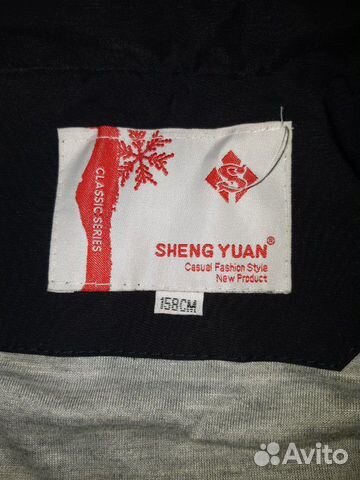 CLASSIC SERIES
S
SHENG YUAN®
Casual Fashion Style
New Product
158CM
Avito